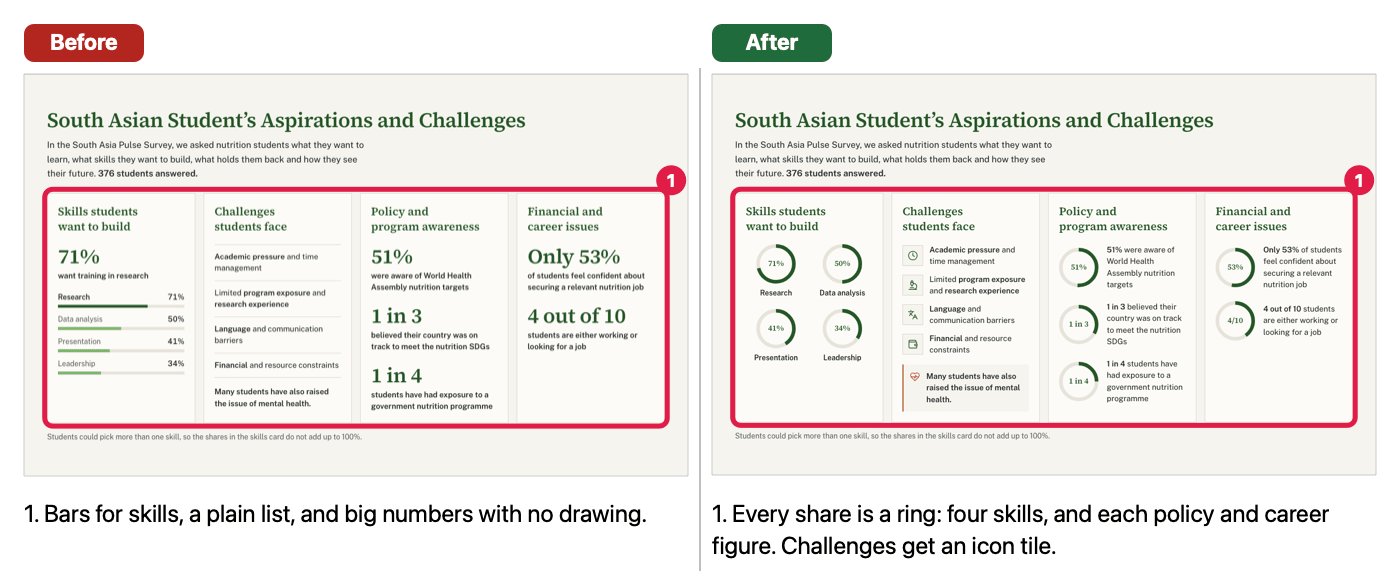 Before
South Asian Student’s Aspirations and Challenges
In the South Asia Pulse Survey, we asked nutrition students what they want to
learn, what skills they want to build, what holds them back and how they see
their future. 376 students answered.
1
Skills students
want to build
71%
want training in research
Research 71%
Data analysis 50%
Presentation 41%
Leadership 34%
Challenges
students face
Academic pressure and time
management
Limited program exposure and
research experience
Language and communication
barriers
Financial and resource constraints
Many students have also raised
the issue of mental health.
Policy and
program awareness
51%
were aware of World Health
Assembly nutrition targets
1 in 3
believed their country was on
track to meet the nutrition SDGs
1 in 4
students have had exposure to a
government nutrition programme
Financial and
career issues
Only 53%
of students feel confident about
securing a relevant nutrition job
4 out of 10
students are either working or
looking for a job
Students could pick more than one skill, so the shares in the skills card do not add up to 100%.
1. Bars for skills, a plain list, and big numbers with no drawing.
After
South Asian Student’s Aspirations and Challenges
In the South Asia Pulse Survey, we asked nutrition students what they want to
learn, what skills they want to build, what holds them back and how they see
their future. 376 students answered.
1
Skills students
want to build
71% 50%
Research Data analysis
41% 34%
Presentation Leadership
Challenges
students face
Academic pressure and
time management
Limited program exposure
and research experience
Language and
communication barriers
Financial and resource
constraints
Many students have also
raised the issue of mental
health.
Policy and
program awareness
51%
51% were aware of
World Health
Assembly nutrition
targets
1 in 3
1 in 3 believed their
country was on track
to meet the nutrition
SDGs
1 in 4
1 in 4 students have
had exposure to a
government nutrition
programme
Financial and
career issues
53%
Only 53% of students
feel confident about
securing a relevant
nutrition job
4/10
4 out of 10 students
are either working or
looking for a job
Students could pick more than one skill, so the shares in the skills card do not add up to 100%.
1. Every share is a ring: four skills, and each policy and career
figure. Challenges get an icon tile.